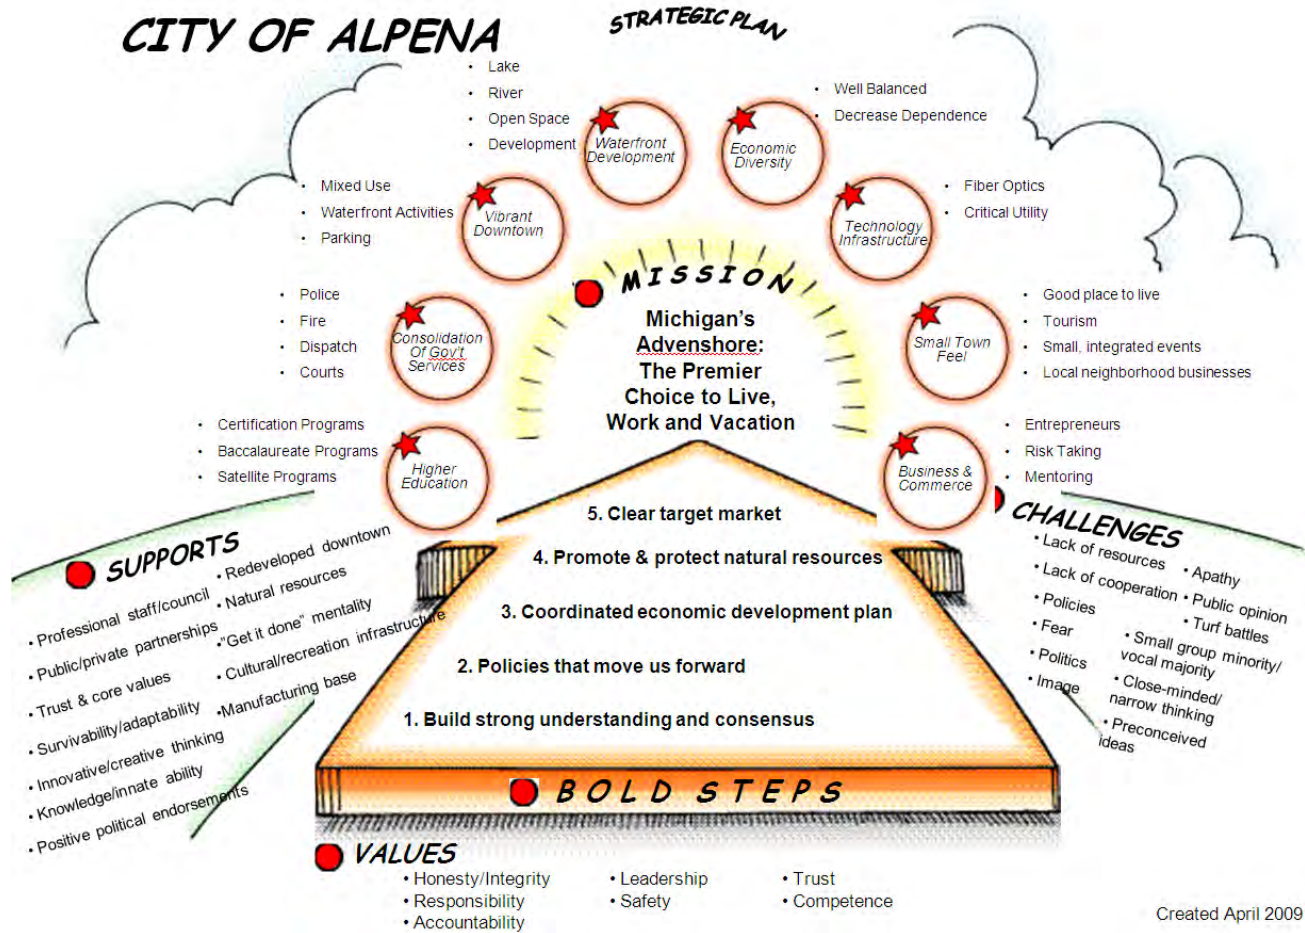 CITY OF ALPENA
STRATEGIC PLAN
• Lake
• River
• Open Space
• Development
Waterfront
Development
Economic
Diversity
• Well Balanced
• Decrease Dependence
• Mixed Use
• Waterfront Activities
• Parking
Vibrant
Downtown
Technology
Infrastructure
• Fiber Optics
• Critical Utility
MISSION
Michigan's
Advenshore:
The Premier
Choice to Live,
Work and Vacation
• Police
• Fire
• Dispatch
• Courts
Consolidation
Of Gov't
Services
Small Town
Feel
• Good place to live
• Tourism
• Small, integrated events
• Local neighborhood businesses
• Certification Programs
• Baccalaureate Programs
• Satellite Programs
Higher
Education
Business &
Commerce
• Entrepreneurs
• Risk Taking
• Mentoring
SUPPORTS
• Professional staff/council
• Public/private partnerships
• Trust & core values
• Survivability/adaptability
• Innovative/creative thinking
• Knowledge/innate ability
• Positive political endorsements
• Redeveloped downtown
• Natural resources
•"Get it done" mentality
• Cultural/recreation infrastructure
•Manufacturing base
5. Clear target market
4. Promote & protect natural resources
3. Coordinated economic development plan
2. Policies that move us forward
1. Build strong understanding and consensus
BOLD STEPS
CHALLENGES
• Lack of resources
• Lack of cooperation
• Policies
• Fear
• Politics
• Image
• Apathy
• Public opinion
• Turf battles
• Small group minority/
vocal majority
• Close-minded/
narrow thinking
• Preconceived
ideas
VALUES
• Honesty/Integrity
• Responsibility
• Accountability
• Leadership
• Safety
• Trust
• Competence
Created April 2009